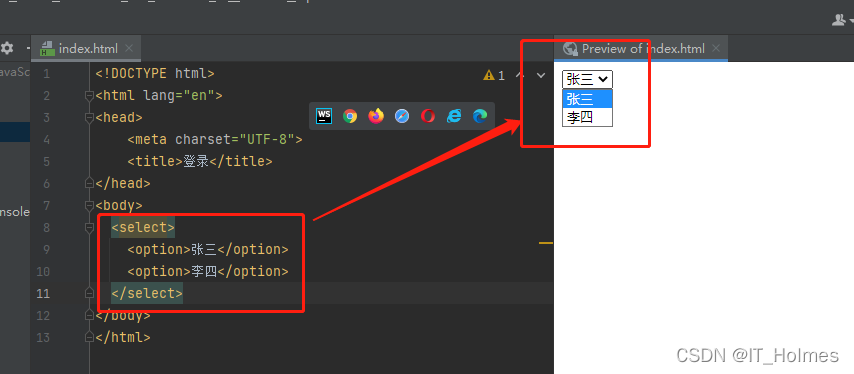 index.html
Preview of index.html
avaSc
onsole
1
1 <!DOCTYPE html>
2 <html lang="en">
3 <head>
4 <meta charset="UTF-8">
5 <title>登录</title>
6 </head>
7 <body>
8 <select>
9 <option>张三</option>
10 <option>李四</option>
11 </select>
12 </body>
13 </html>
WS
张三
张三
李四
CSDN @IT_Holmes